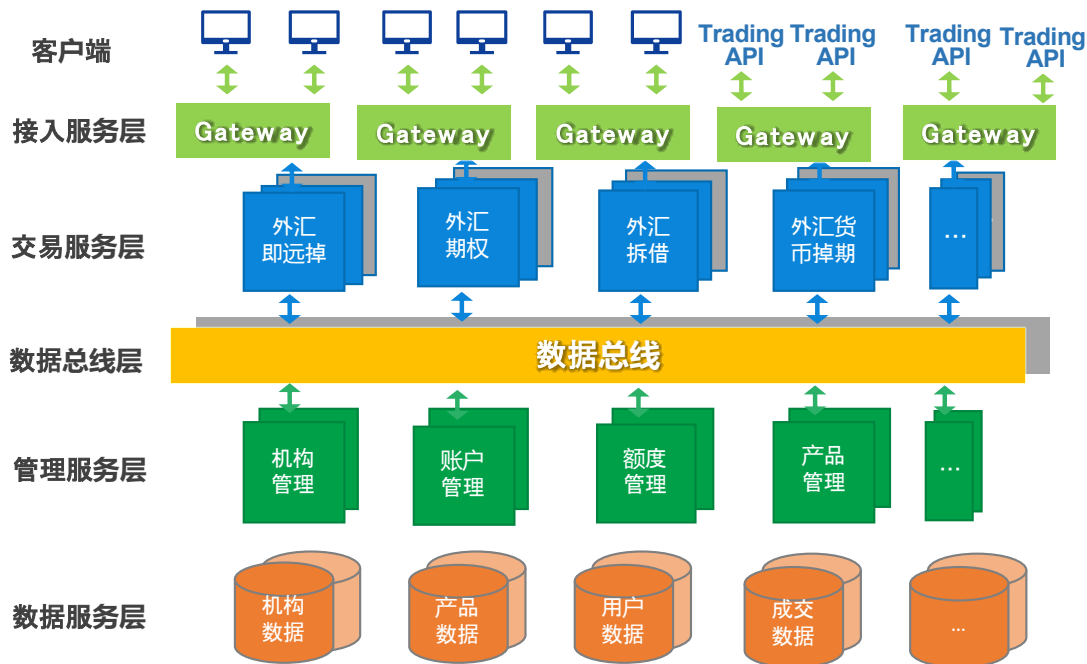 客户端
Trading
API
Trading
API
Trading
API
Trading
API
接入服务层
Gateway
Gateway
Gateway
Gateway
Gateway
交易服务层
外汇
即远掉
外汇
期权
外汇
拆借
外汇货
币掉期
...
数据总线层
数据总线
管理服务层
机构
管理
账户
管理
额度
管理
产品
管理
...
数据服务层
机构
数据
产品
数据
用户
数据
成交
数据
...